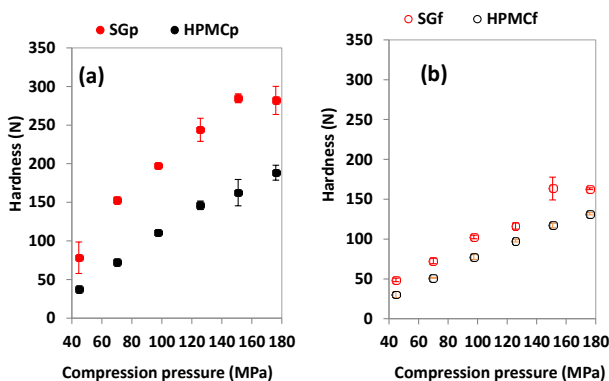 SGp HPMCp
(a)
350
300
250
200
150
100
50
0
Hardness (N)
40 60 80 100 120 140 160 180
Compression pressure (MPa)
SGf HPMCf
(b)
350
300
250
200
150
100
50
0
Hardness (N)
40 60 80 100 120 140 160 180
Compression pressure (MPa)